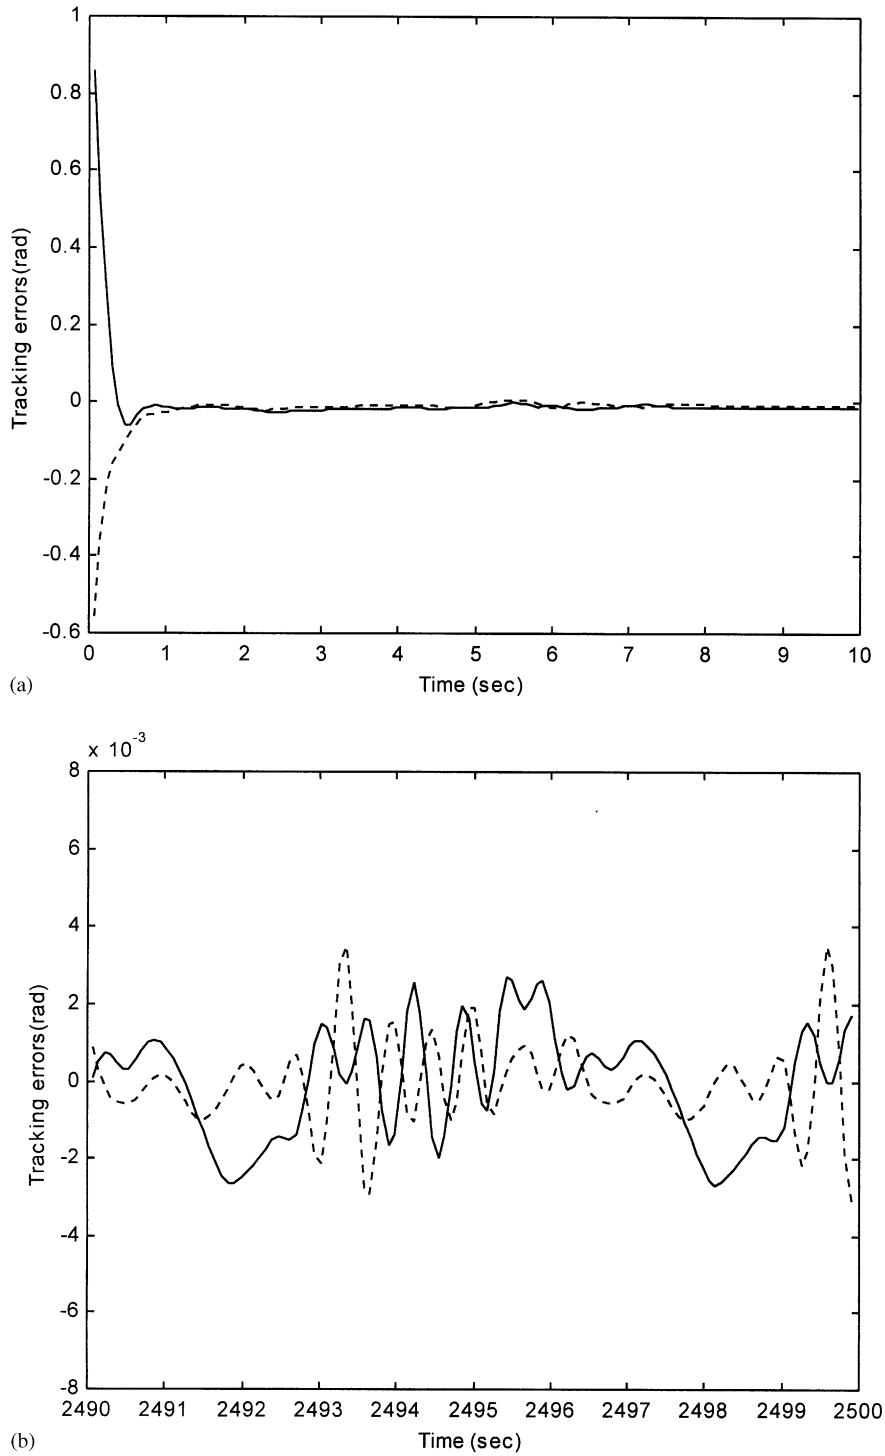 1
0.8
0.6
0.4
0.2
0
-0.2
-0.4
-0.6
Tracking errors(rad)
0 1 2 3 4 5 6 7 8 9 10
Time (sec)
(a)
x 10-3
8
6
4
2
0
-2
-4
-6
-8
Tracking errors(rad)
2490 2491 2492 2493 2494 2495 2496 2497 2498 2499 2500
Time (sec)
(b)